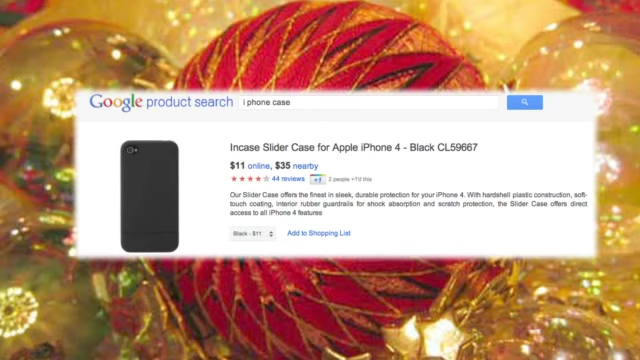 Google product search i phone case
Incase Slider Case for Apple iPhone 4 - Black CL59667
$11 online, $35 nearby
44 reviews +1 2 people +1'd this
Our Slider Case offers the finest in sleek, durable protection for your iPhone 4. With hardshell plastic construction, soft-
touch coating, interior rubber guardrails for shock absorption and scratch protection, the Slider Case offers direct
access to all iPhone 4 features
Black - $11 Add to Shopping List